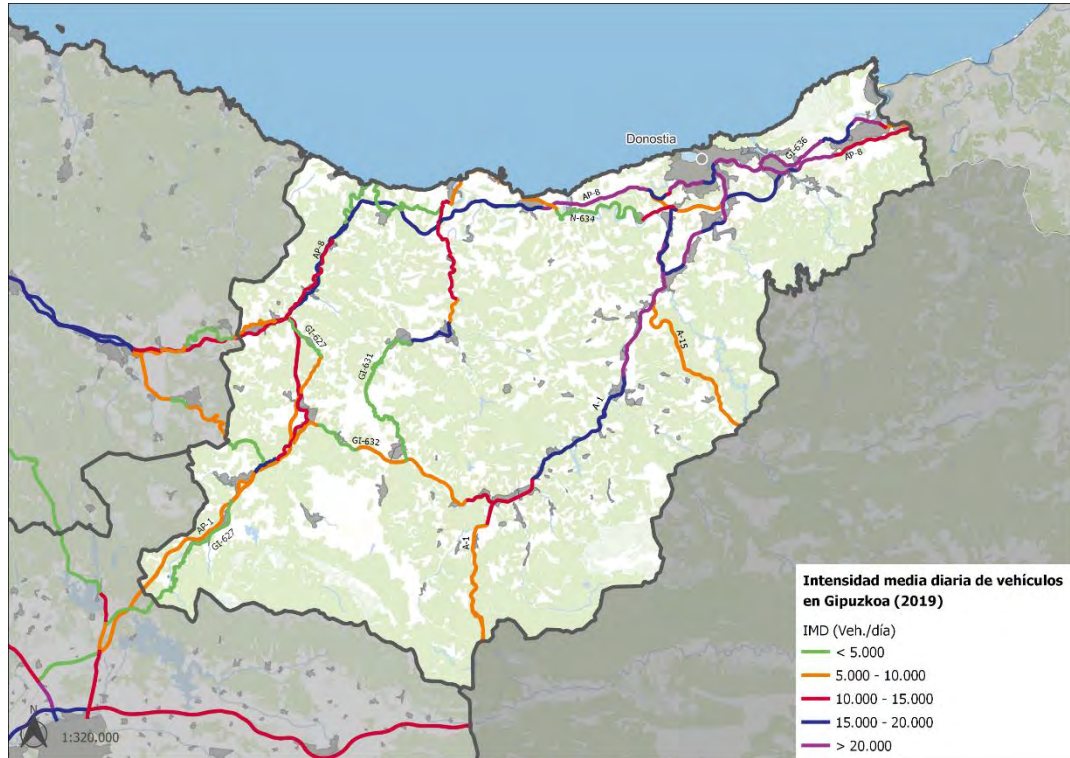 Donostia
GI-636
AP-8
AP-8
N-634
AP-8
GI-627
GI-631
A-15
A-1
GI-632
AP-1
GI-627
A-1
Intensidad media diaria de vehículos
en Gipuzkoa (2019)
IMD (Veh./día)
< 5.000
5.000 - 10.000
10.000 - 15.000
15.000 - 20.000
> 20.000
N
1:320.000